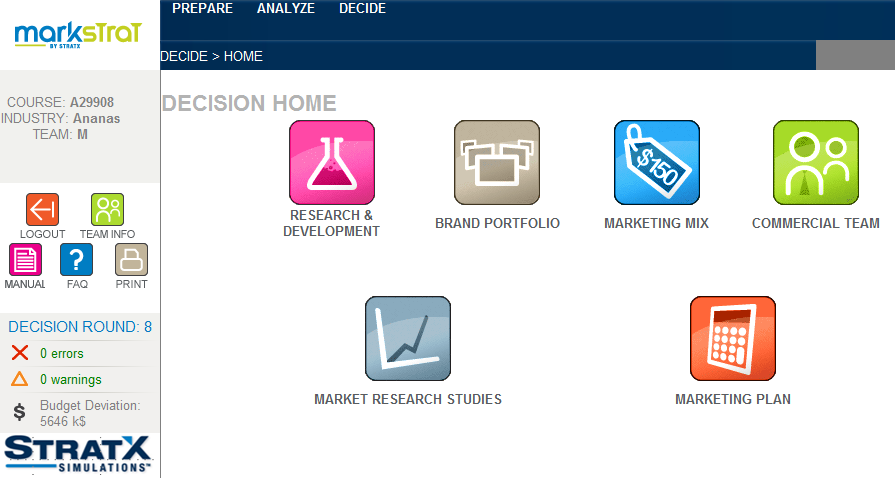 PREPARE ANALYZE DECIDE
markstrat
BY STRATX
DECIDE > HOME
COURSE: A29908
INDUSTRY: Ananas
TEAM: M
LOGOUT TEAM INFO
MANUAL FAQ PRINT
DECISION ROUND: 8
0 errors
0 warnings
$ Budget Deviation:
5646 k$
STRATX
SIMULATIONS™
DECISION HOME
$150
RESEARCH &
DEVELOPMENT
BRAND PORTFOLIO
MARKETING MIX
COMMERCIAL TEAM
MARKET RESEARCH STUDIES
MARKETING PLAN